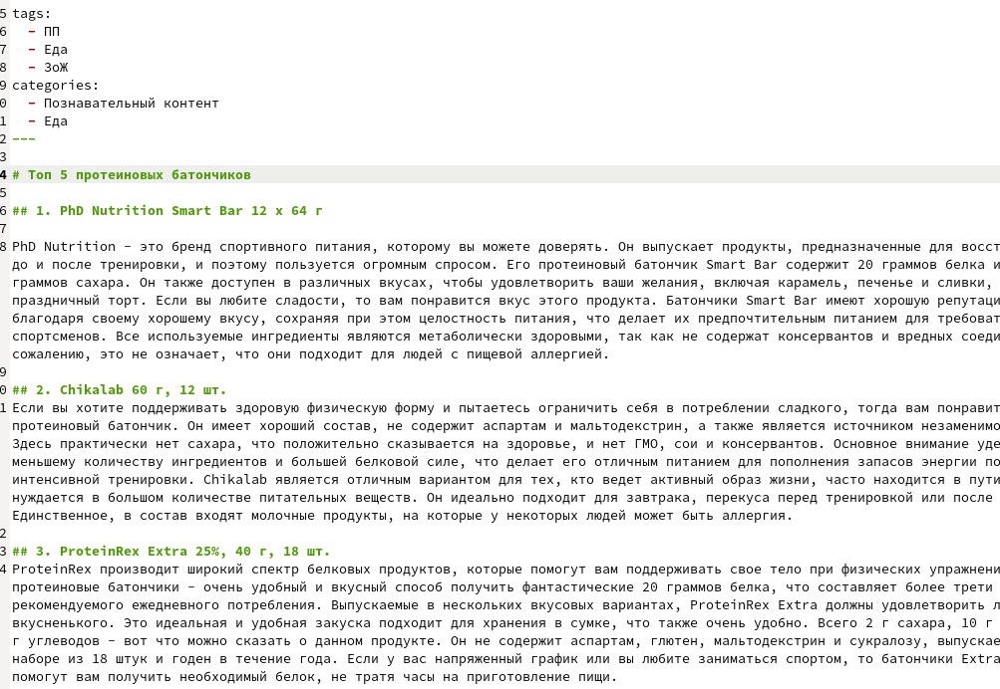 5 tags:
6   - ПП
7   - Еда
8   - ЗоЖ
9 categories:
0   - Познавательный контент
1   - Еда
2 ---
3
4 # Топ 5 протеиновых батончиков
5
6 ## 1. PhD Nutrition Smart Bar 12 x 64 г
7
8 PhD Nutrition – это бренд спортивного питания, которому вы можете доверять. Он выпускает продукты, предназначенные для восст
до и после тренировки, и поэтому пользуется огромным спросом. Его протеиновый батончик Smart Bar содержит 20 граммов белка и
граммов сахара. Он также доступен в различных вкусах, чтобы удовлетворить ваши желания, включая карамель, печенье и сливки,
праздничный торт. Если вы любите сладости, то вам понравится вкус этого продукта. Батончики Smart Bar имеют хорошую репутаци
благодаря своему хорошему вкусу, сохраняя при этом целостность питания, что делает их предпочтительным питанием для требоват
спортсменов. Все используемые ингредиенты являются метаболически здоровыми, так как не содержат консервантов и вредных соеди
сожалению, это не означает, что они подходит для людей с пищевой аллергией.
9
0 ## 2. Chikalab 60 г, 12 шт.
1 Если вы хотите поддерживать здоровую физическую форму и пытаетесь ограничить себя в потреблении сладкого, тогда вам понравит
протеиновый батончик. Он имеет хороший состав, не содержит аспартам и мальтодекстрин, а также является источником незаменимо
Здесь практически нет сахара, что положительно сказывается на здоровье, и нет ГМО, сои и консервантов. Основное внимание уде
меньшему количеству ингредиентов и большей белковой силе, что делает его отличным питанием для пополнения запасов энергии по
интенсивной тренировки. Chikalab является отличным вариантом для тех, кто ведет активный образ жизни, часто находится в пути
нуждается в большом количестве питательных веществ. Он идеально подходит для завтрака, перекуса перед тренировкой или после
Единственное, в состав входят молочные продукты, на которые у некоторых людей может быть аллергия.
2
3 ## 3. ProteinRex Extra 25%, 40 г, 18 шт.
4 ProteinRex производит широкий спектр белковых продуктов, которые помогут вам поддерживать свое тело при физических упражнени
протеиновые батончики – очень удобный и вкусный способ получить фантастические 20 граммов белка, что составляет более трети
рекомендуемого ежедневного потребления. Выпускаемые в нескольких вкусовых вариантах, ProteinRex Extra должны удовлетворить л
вкусненького. Это идеальная и удобная закуска подходит для хранения в сумке, что также очень удобно. Всего 2 г сахара, 10 г
г углеводов – вот что можно сказать о данном продукте. Он не содержит аспартам, глютен, мальтодекстрин и сукралозу, выпускае
наборе из 18 штук и годен в течение года. Если у вас напряженный график или вы любите заниматься спортом, то батончики Extra
помогут вам получить необходимый белок, не тратя часы на приготовление пищи.